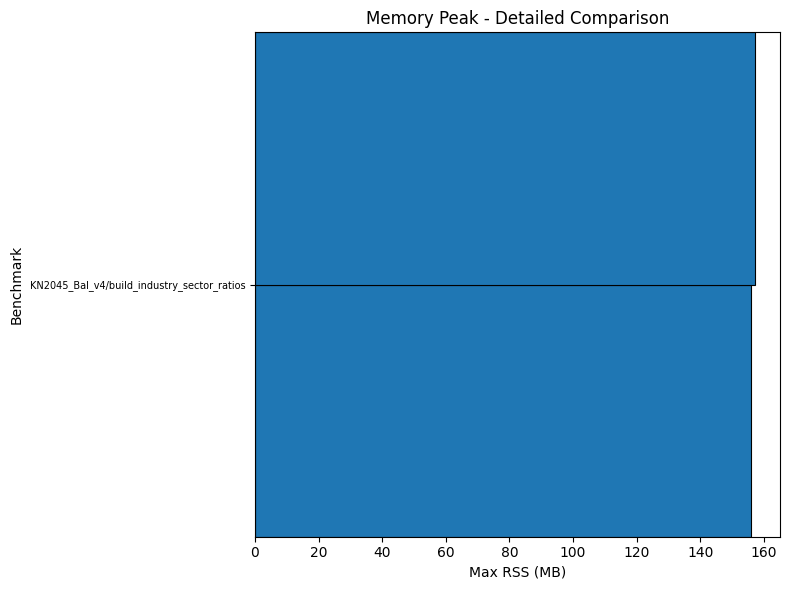 Memory Peak - Detailed Comparison
Benchmark
KN2045_Bal_v4/build_industry_sector_ratios
0 20 40 60 80 100 120 140 160
Max RSS (MB)